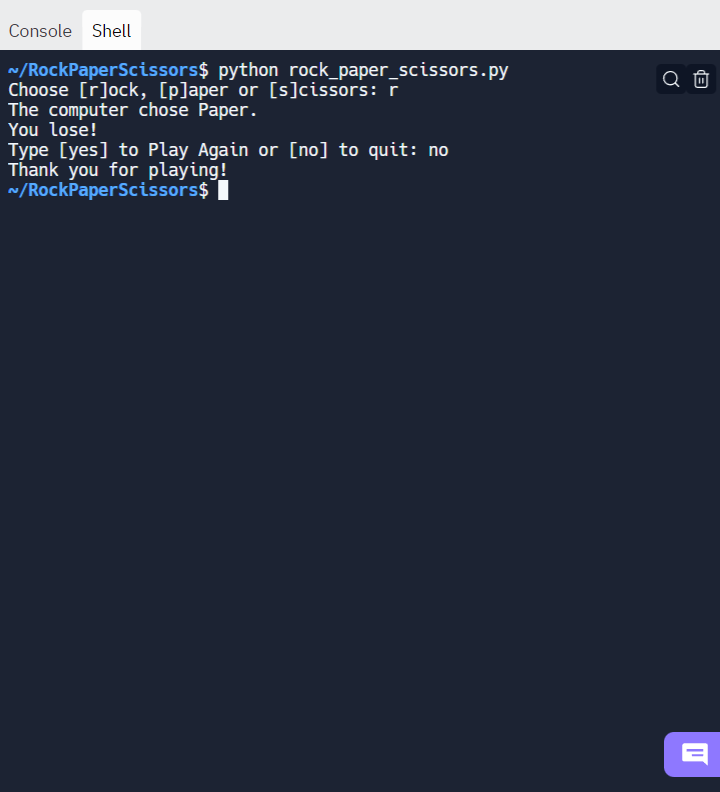 Console Shell
~/RockPaperScissors$ python rock_paper_scissors.py
Choose [r]ock, [p]aper or [s]cissors: r
The computer chose Paper.
You lose!
Type [yes] to Play Again or [no] to quit: no
Thank you for playing!
~/RockPaperScissors$